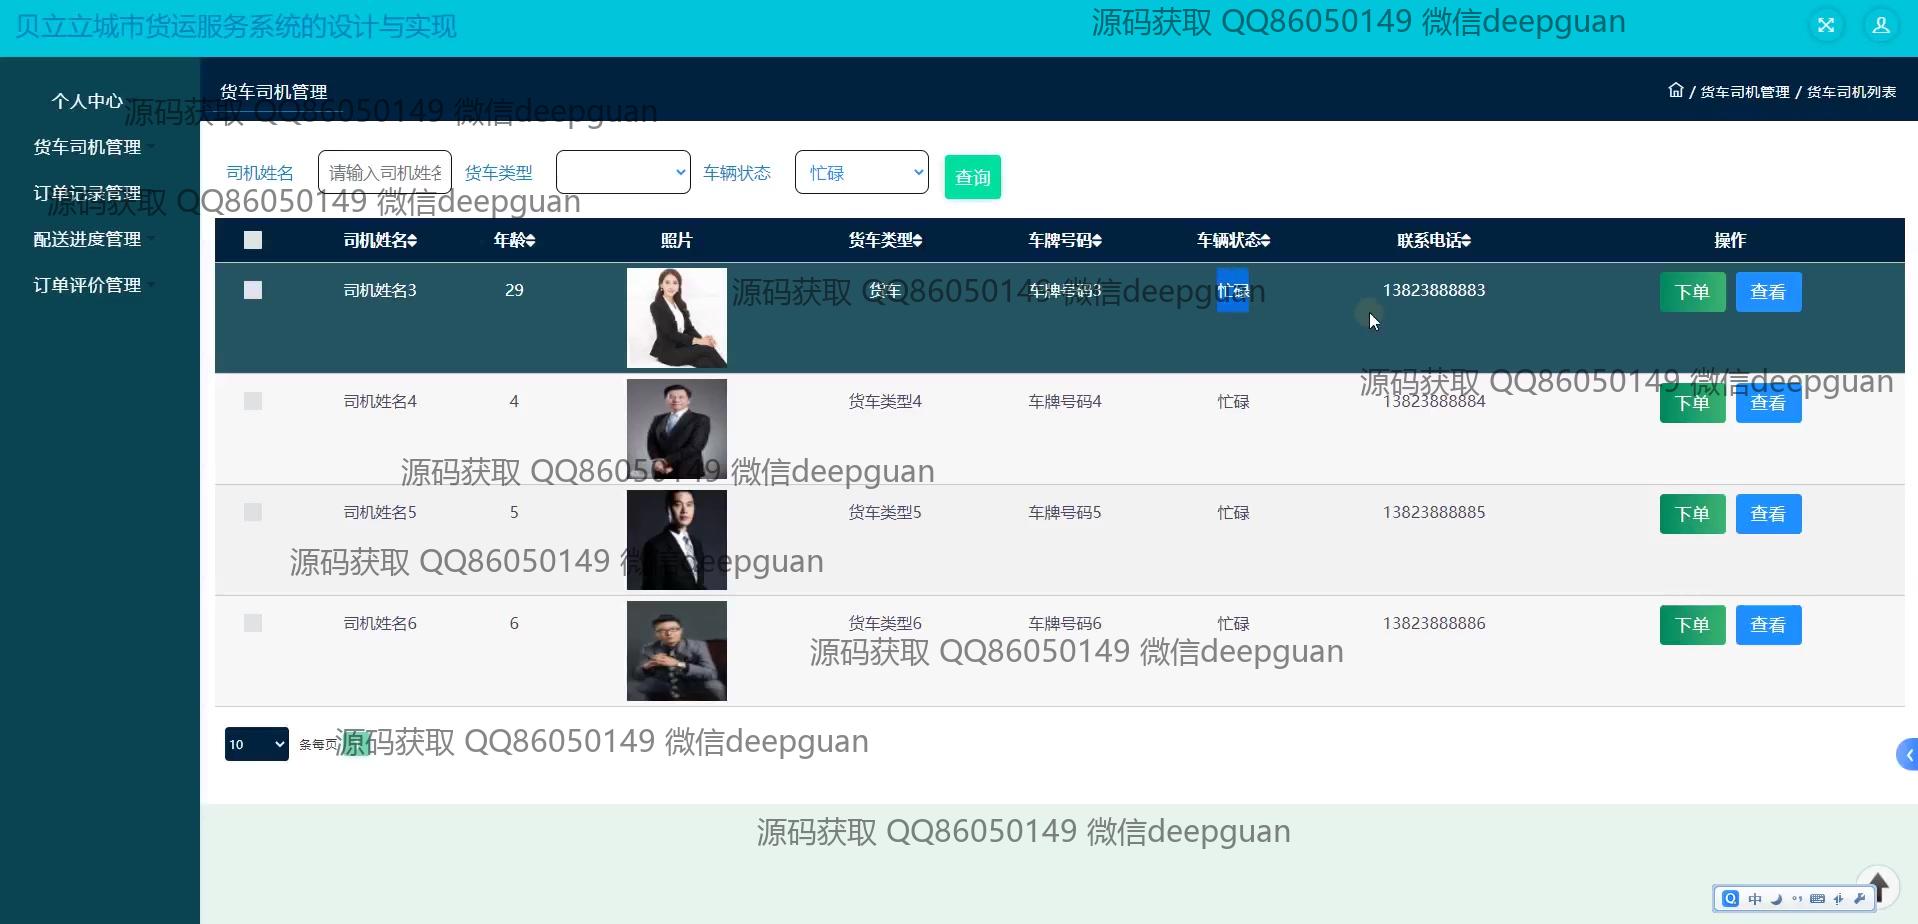 贝立立城市货运服务系统的设计与实现
源码获取 QQ86050149 微信deepguan
个人中心
货车司机管理
订单记录管理
配送进度管理
订单评价管理
货车司机管理
/ 货车司机管理 / 货车司机列表
源码获取 QQ86050149 微信deepguan
司机姓名 请输入司机姓名 货车类型 车辆状态 忙碌 查询
源码获取 QQ86050149 微信deepguan
司机姓名 年龄 照片 货车类型 车牌号码 车辆状态 联系电话 操作
司机姓名3 29 货车 车牌号码3 忙碌 13823888883 下单 查看
源码获取 QQ86050149 微信deepguan
源码获取 QQ86050149 微信deepguan
司机姓名4 4 货车类型4 车牌号码4 忙碌 13823888884 下单 查看
源码获取 QQ86050149 微信deepguan
司机姓名5 5 货车类型5 车牌号码5 忙碌 13823888885 下单 查看
源码获取 QQ86050149 微信deepguan
司机姓名6 6 货车类型6 车牌号码6 忙碌 13823888886 下单 查看
源码获取 QQ86050149 微信deepguan
10 条每页
源码获取 QQ86050149 微信deepguan
源码获取 QQ86050149 微信deepguan
中